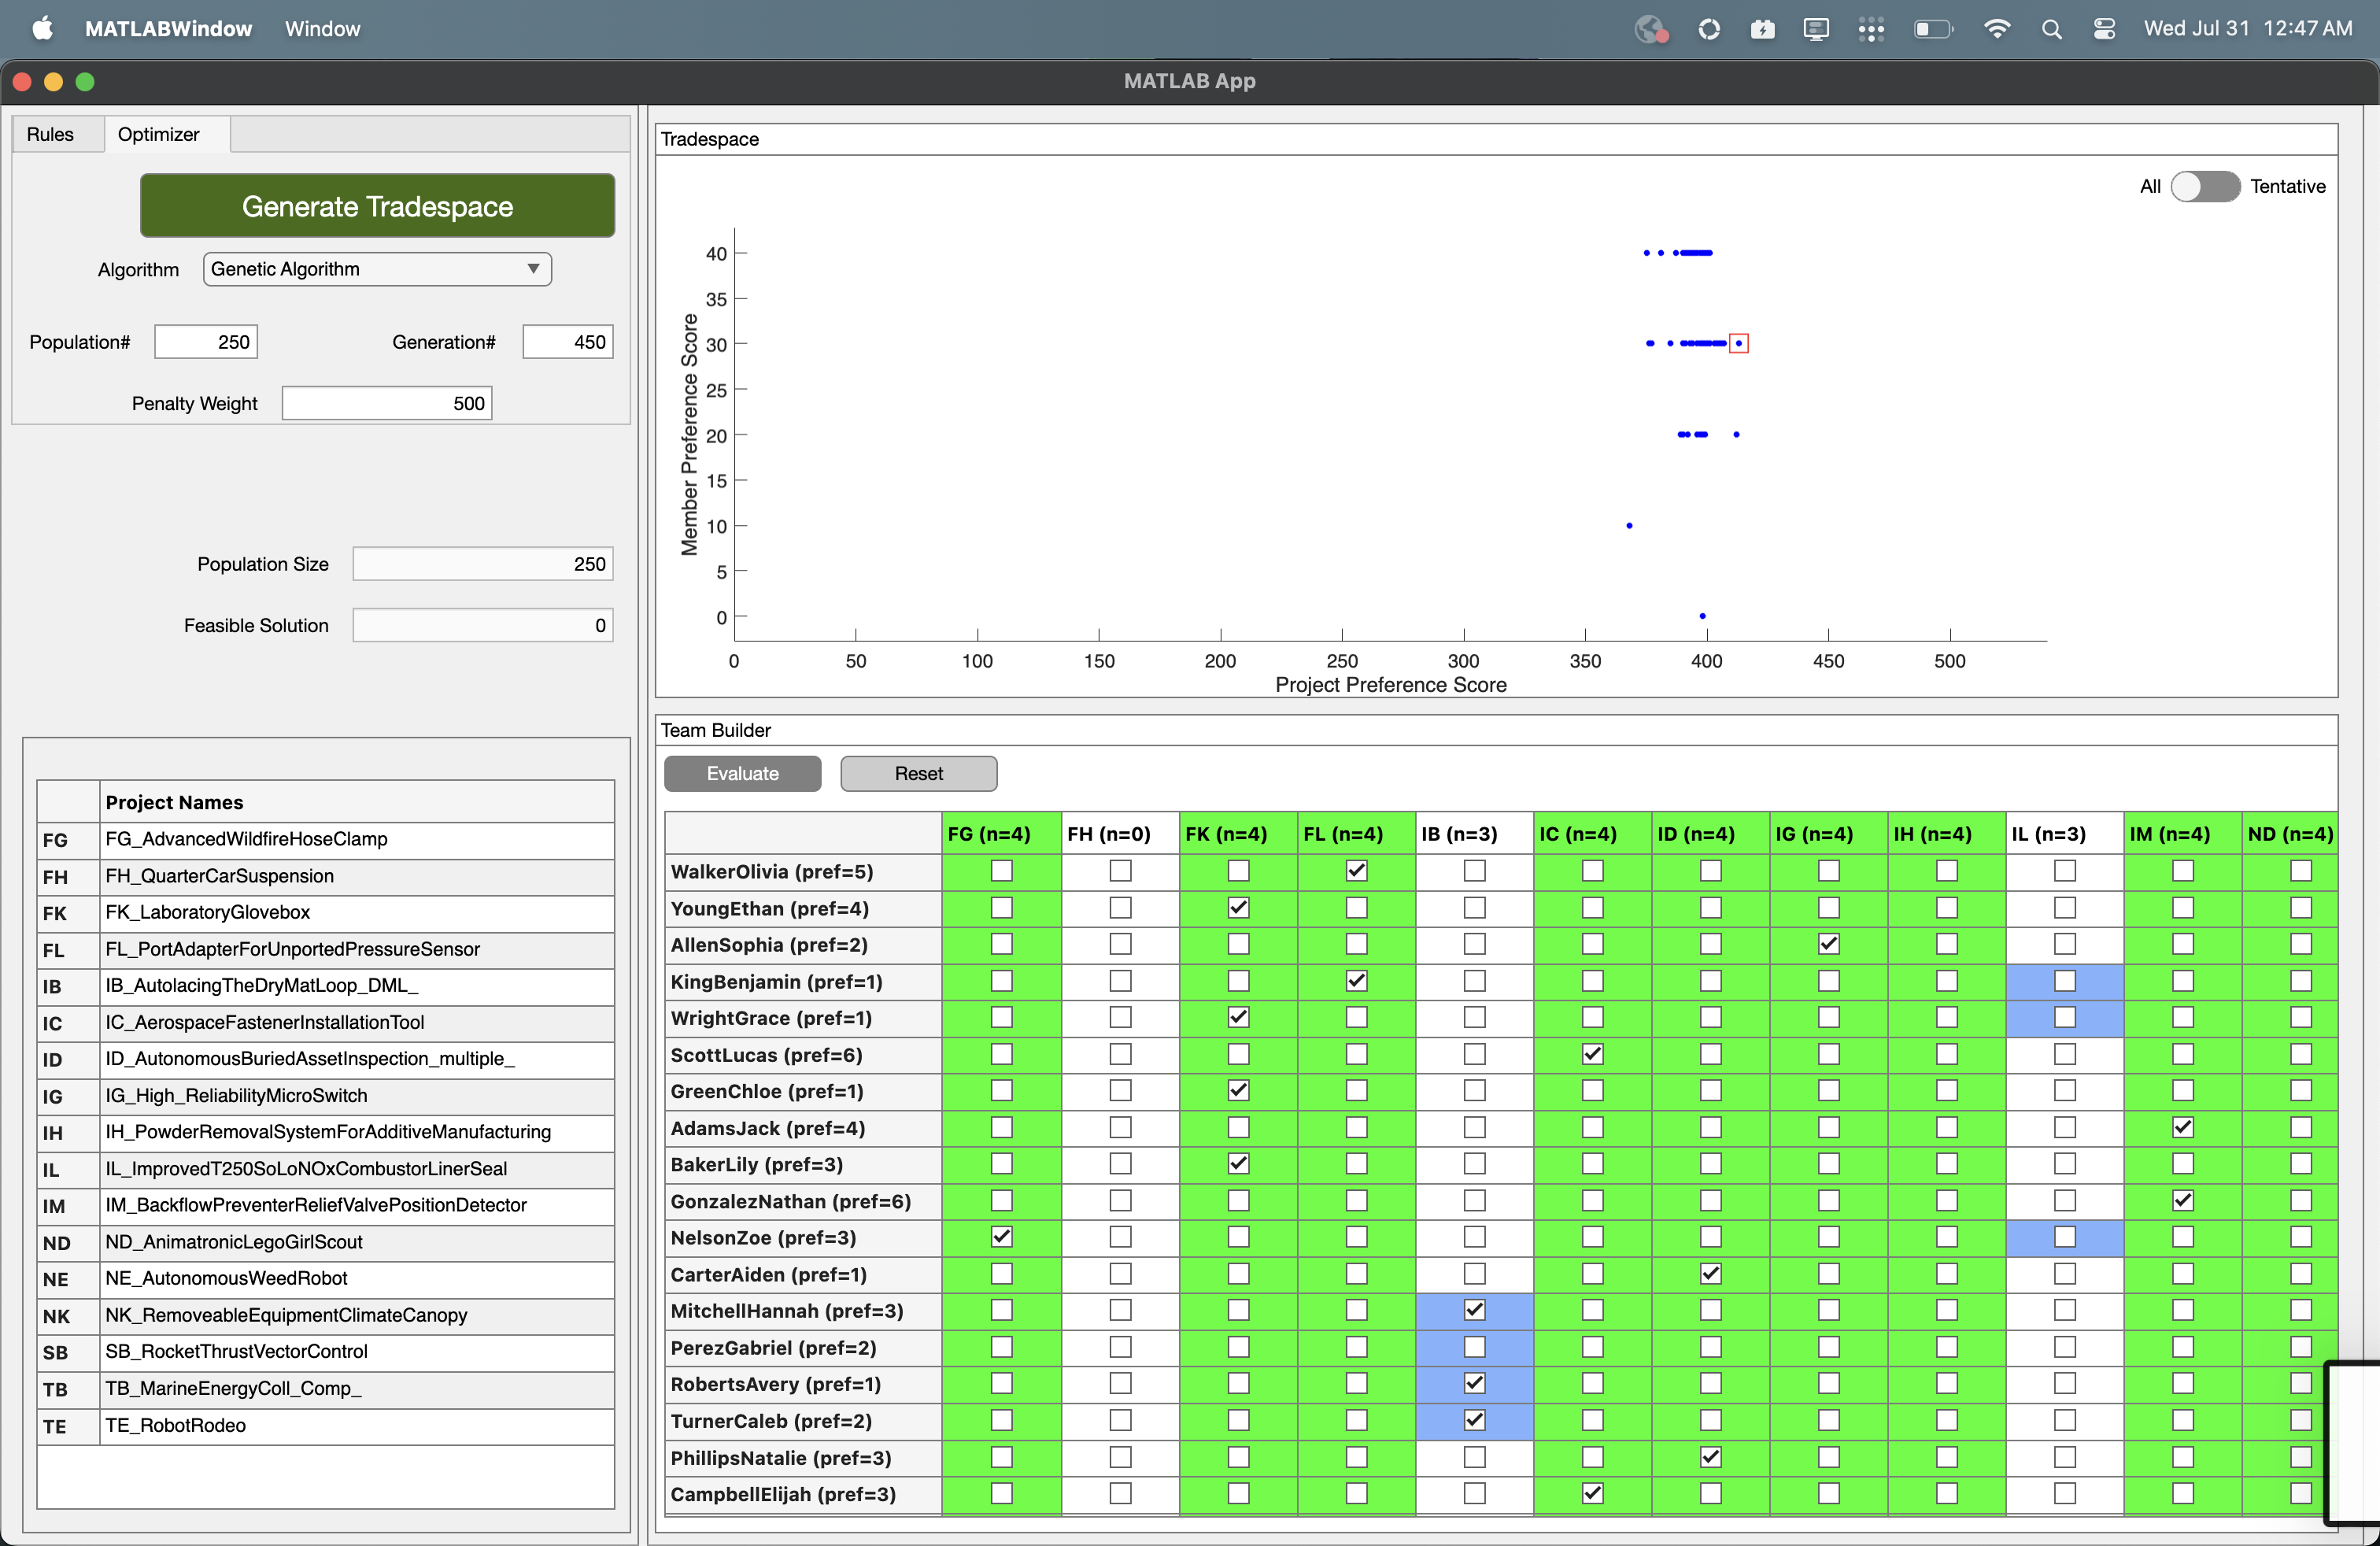 MATLABWindow Window Wed Jul 31 12:47 AM
MATLAB App
Rules Optimizer
Generate Tradespace
Algorithm Genetic Algorithm
Population# 250 Generation# 450
Penalty Weight 500
Population Size 250
Feasible Solution 0
Project Names
FG FG_AdvancedWildfireHoseClamp
FH FH_QuarterCarSuspension
FK FK_LaboratoryGlovebox
FL FL_PortAdapterForUnportedPressureSensor
IB IB_AutolacingTheDryMatLoop_DML_
IC IC_AerospaceFastenerInstallationTool
ID ID_AutonomousBuriedAssetInspection_multiple_
IG IG_High_ReliabilityMicroSwitch
IH IH_PowderRemovalSystemForAdditiveManufacturing
IL IL_ImprovedT250SoLoNOxCombustorLinerSeal
IM IM_BackflowPreventerReliefValvePositionDetector
ND ND_AnimatronicLegoGirlScout
NE NE_AutonomousWeedRobot
NK NK_RemoveableEquipmentClimateCanopy
SB SB_RocketThrustVectorControl
TB TB_MarineEnergyColl_Comp_
TE TE_RobotRodeo
Tradespace
All Tentative
Member Preference Score
40
35
30
25
20
15
10
5
0
0 50 100 150 200 250 300 350 400 450 500
Project Preference Score
Team Builder
Evaluate Reset
FG (n=4) FH (n=0) FK (n=4) FL (n=4) IB (n=3) IC (n=4) ID (n=4) IG (n=4) IH (n=4) IL (n=3) IM (n=4) ND (n=4)
WalkerOlivia (pref=5)
YoungEthan (pref=4)
AllenSophia (pref=2)
KingBenjamin (pref=1)
WrightGrace (pref=1)
ScottLucas (pref=6)
GreenChloe (pref=1)
AdamsJack (pref=4)
BakerLily (pref=3)
GonzalezNathan (pref=6)
NelsonZoe (pref=3)
CarterAiden (pref=1)
MitchellHannah (pref=3)
PerezGabriel (pref=2)
RobertsAvery (pref=1)
TurnerCaleb (pref=2)
PhillipsNatalie (pref=3)
CampbellElijah (pref=3)